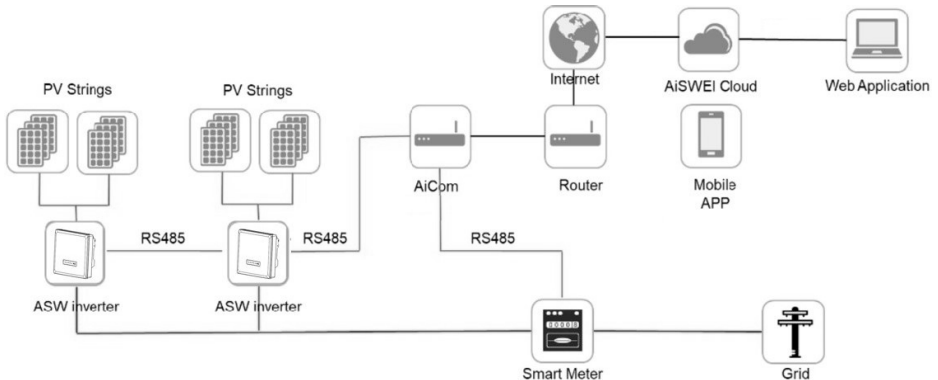 Internet
AiSWEI Cloud
Web Application
PV Strings
PV Strings
AiCom
Router
Mobile
APP
RS485
RS485
RS485
ASW inverter
ASW inverter
Smart Meter
Grid